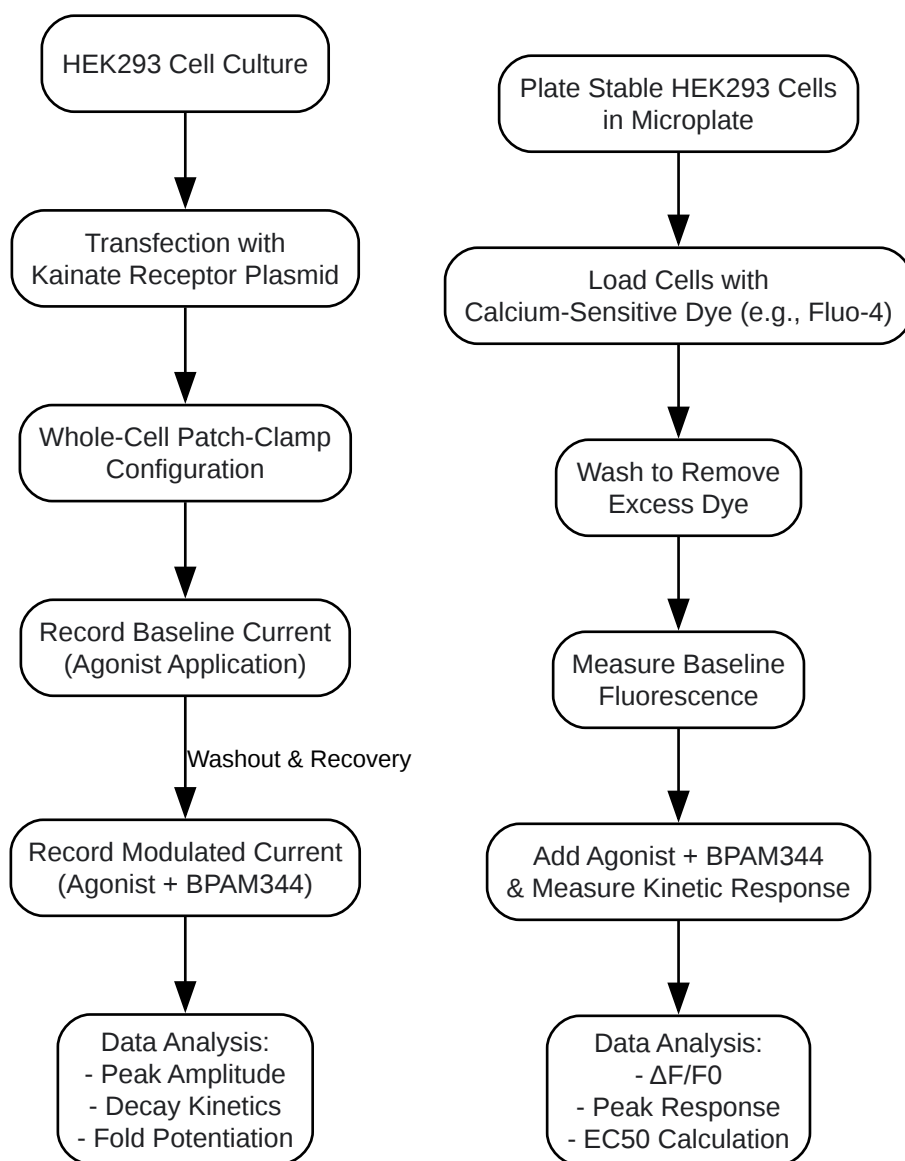 HEK293 Cell Culture
Transfection with
Kainate Receptor Plasmid
Whole-Cell Patch-Clamp
Configuration
Record Baseline Current
(Agonist Application)
Washout & Recovery
Record Modulated Current
(Agonist + BPAM344)
Data Analysis:
- Peak Amplitude
- Decay Kinetics
- Fold Potentiation
Plate Stable HEK293 Cells
in Microplate
Load Cells with
Calcium-Sensitive Dye (e.g., Fluo-4)
Wash to Remove
Excess Dye
Measure Baseline
Fluorescence
Add Agonist + BPAM344
& Measure Kinetic Response
Data Analysis:
- ΔF/F0
- Peak Response
- EC50 Calculation